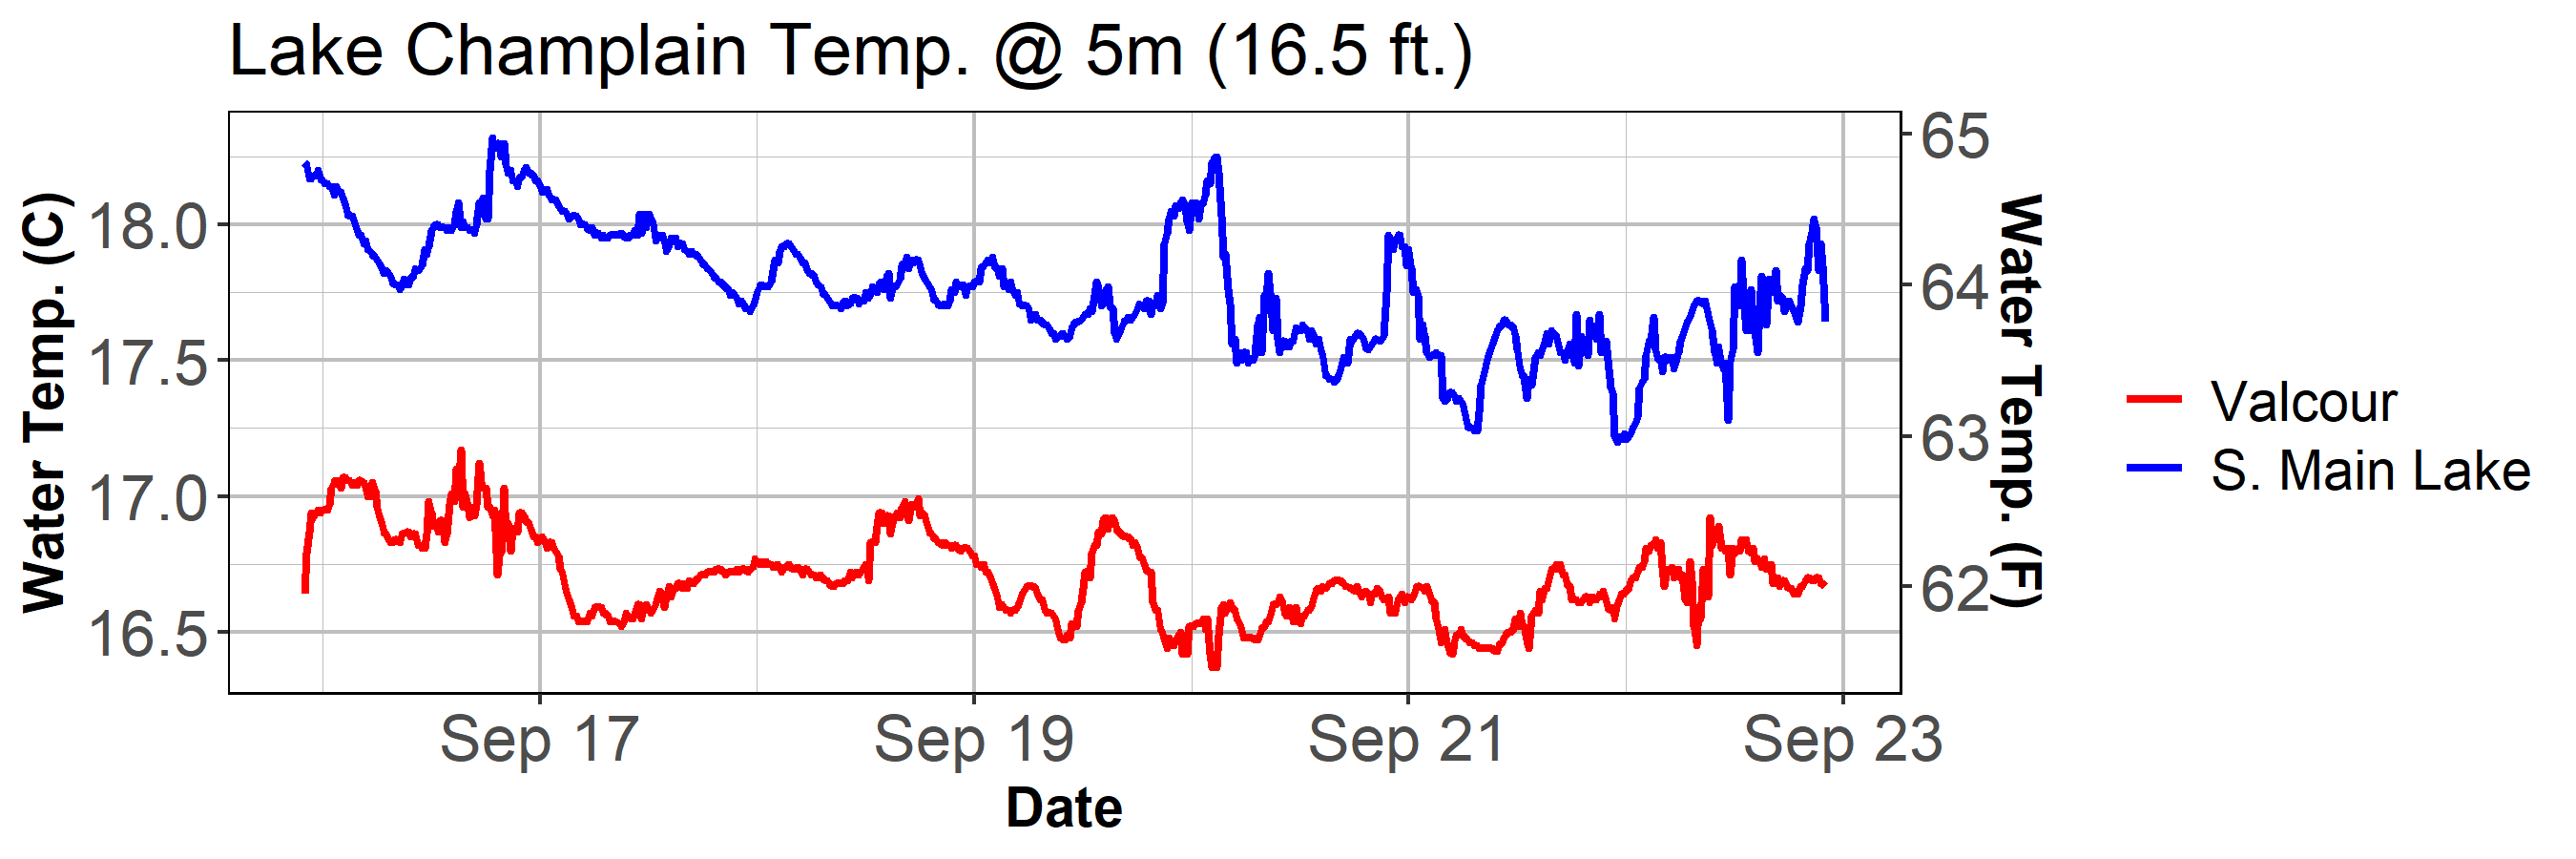 Lake Champlain Temp. @ 5m (16.5 ft.)
Water Temp. (C)
18.0
17.5
17.0
16.5
65
64
63
62
Water Temp. (F)
Sep 17
Sep 19
Sep 21
Sep 23
Date
Valcour
S. Main Lake